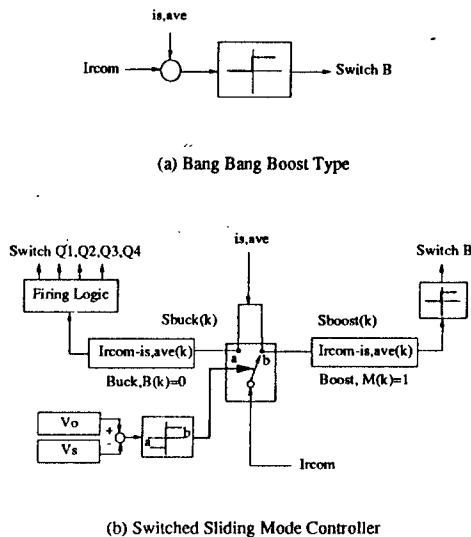 is,ave
Ircom
Switch B
(a) Bang Bang Boost Type
is,ave
Switch Q1,Q2,Q3,Q4
Switch B
Firing Logic
Sbuck(k)
Sboost(k)
Ircom-is,ave(k)
a
b
Ircom-is,ave(k)
Buck,B(k)=0
Boost, M(k)=1
Vo
+
-
Vs
a
b
Ircom
(b) Switched Sliding Mode Controller